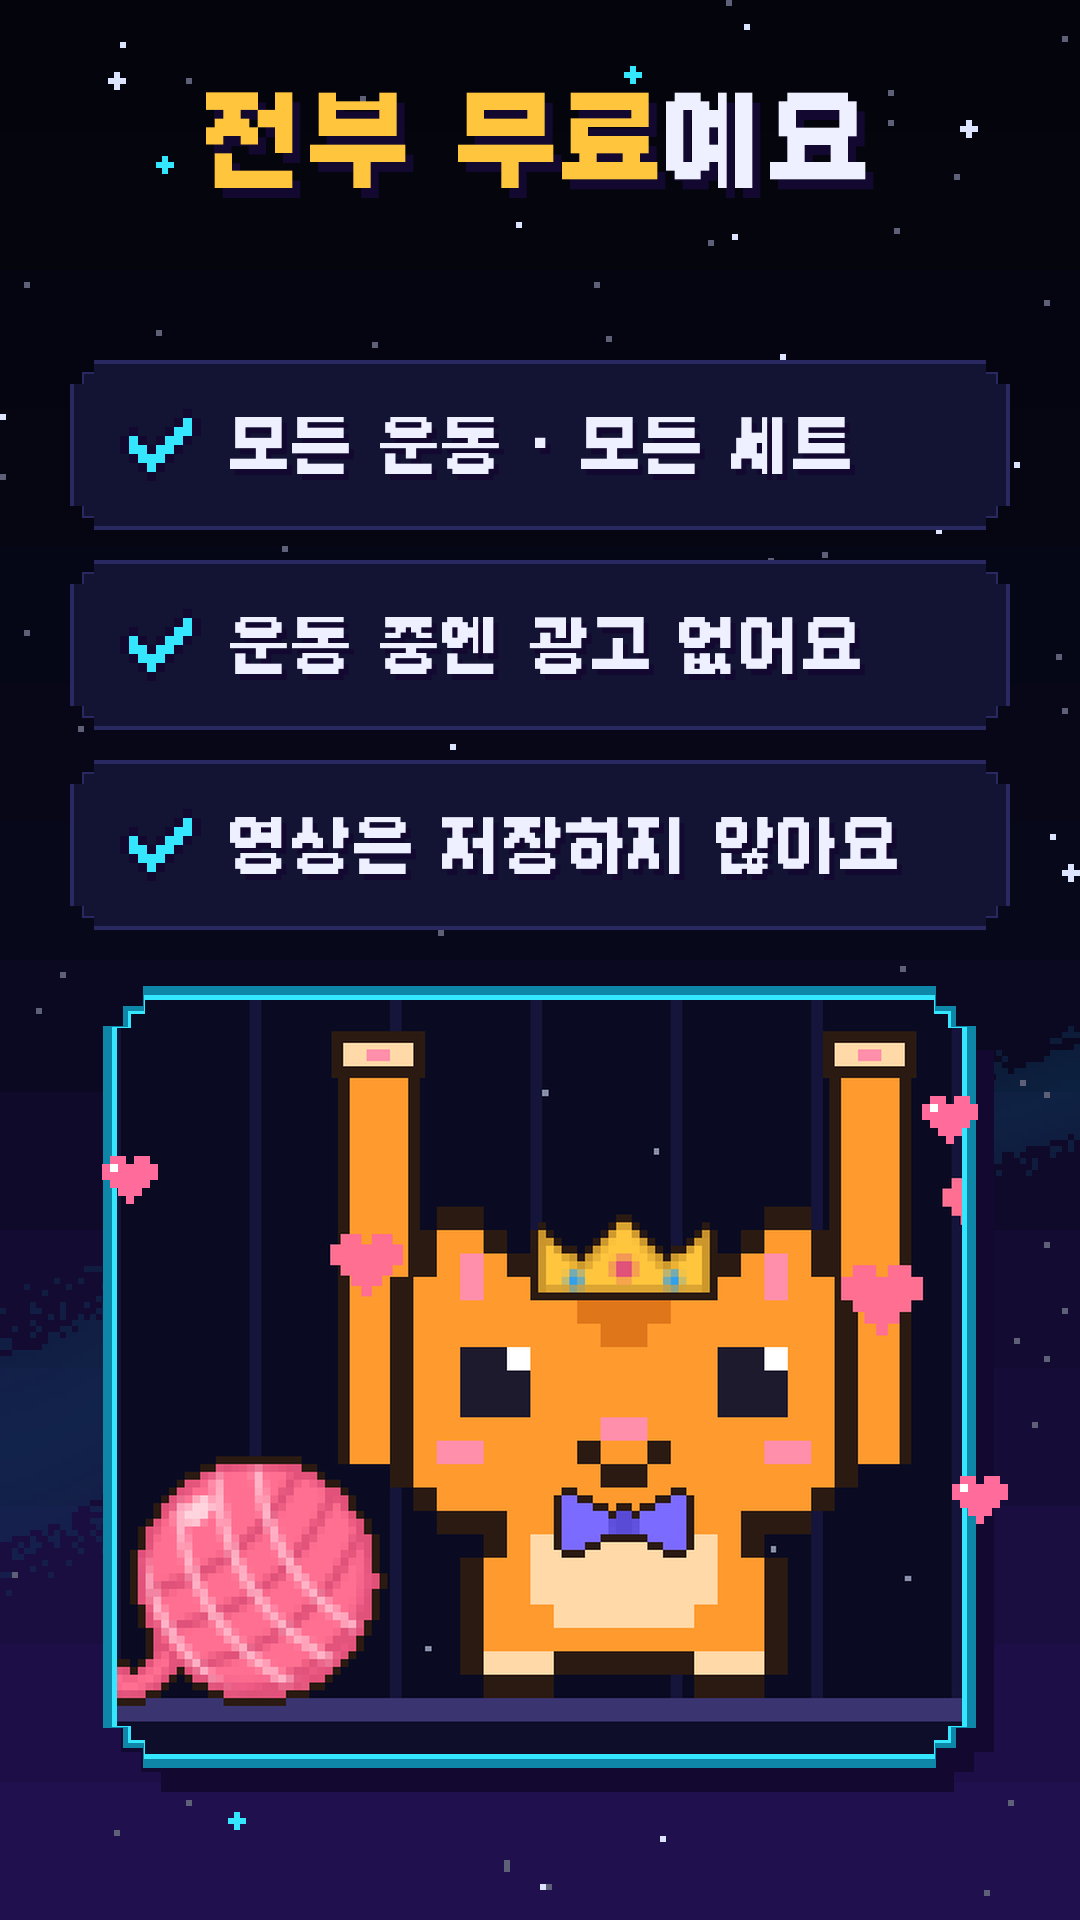 전부 무료예요
모든 운동 · 모든 세트
운동 중엔 광고 없어요
영상은 저장하지 않아요